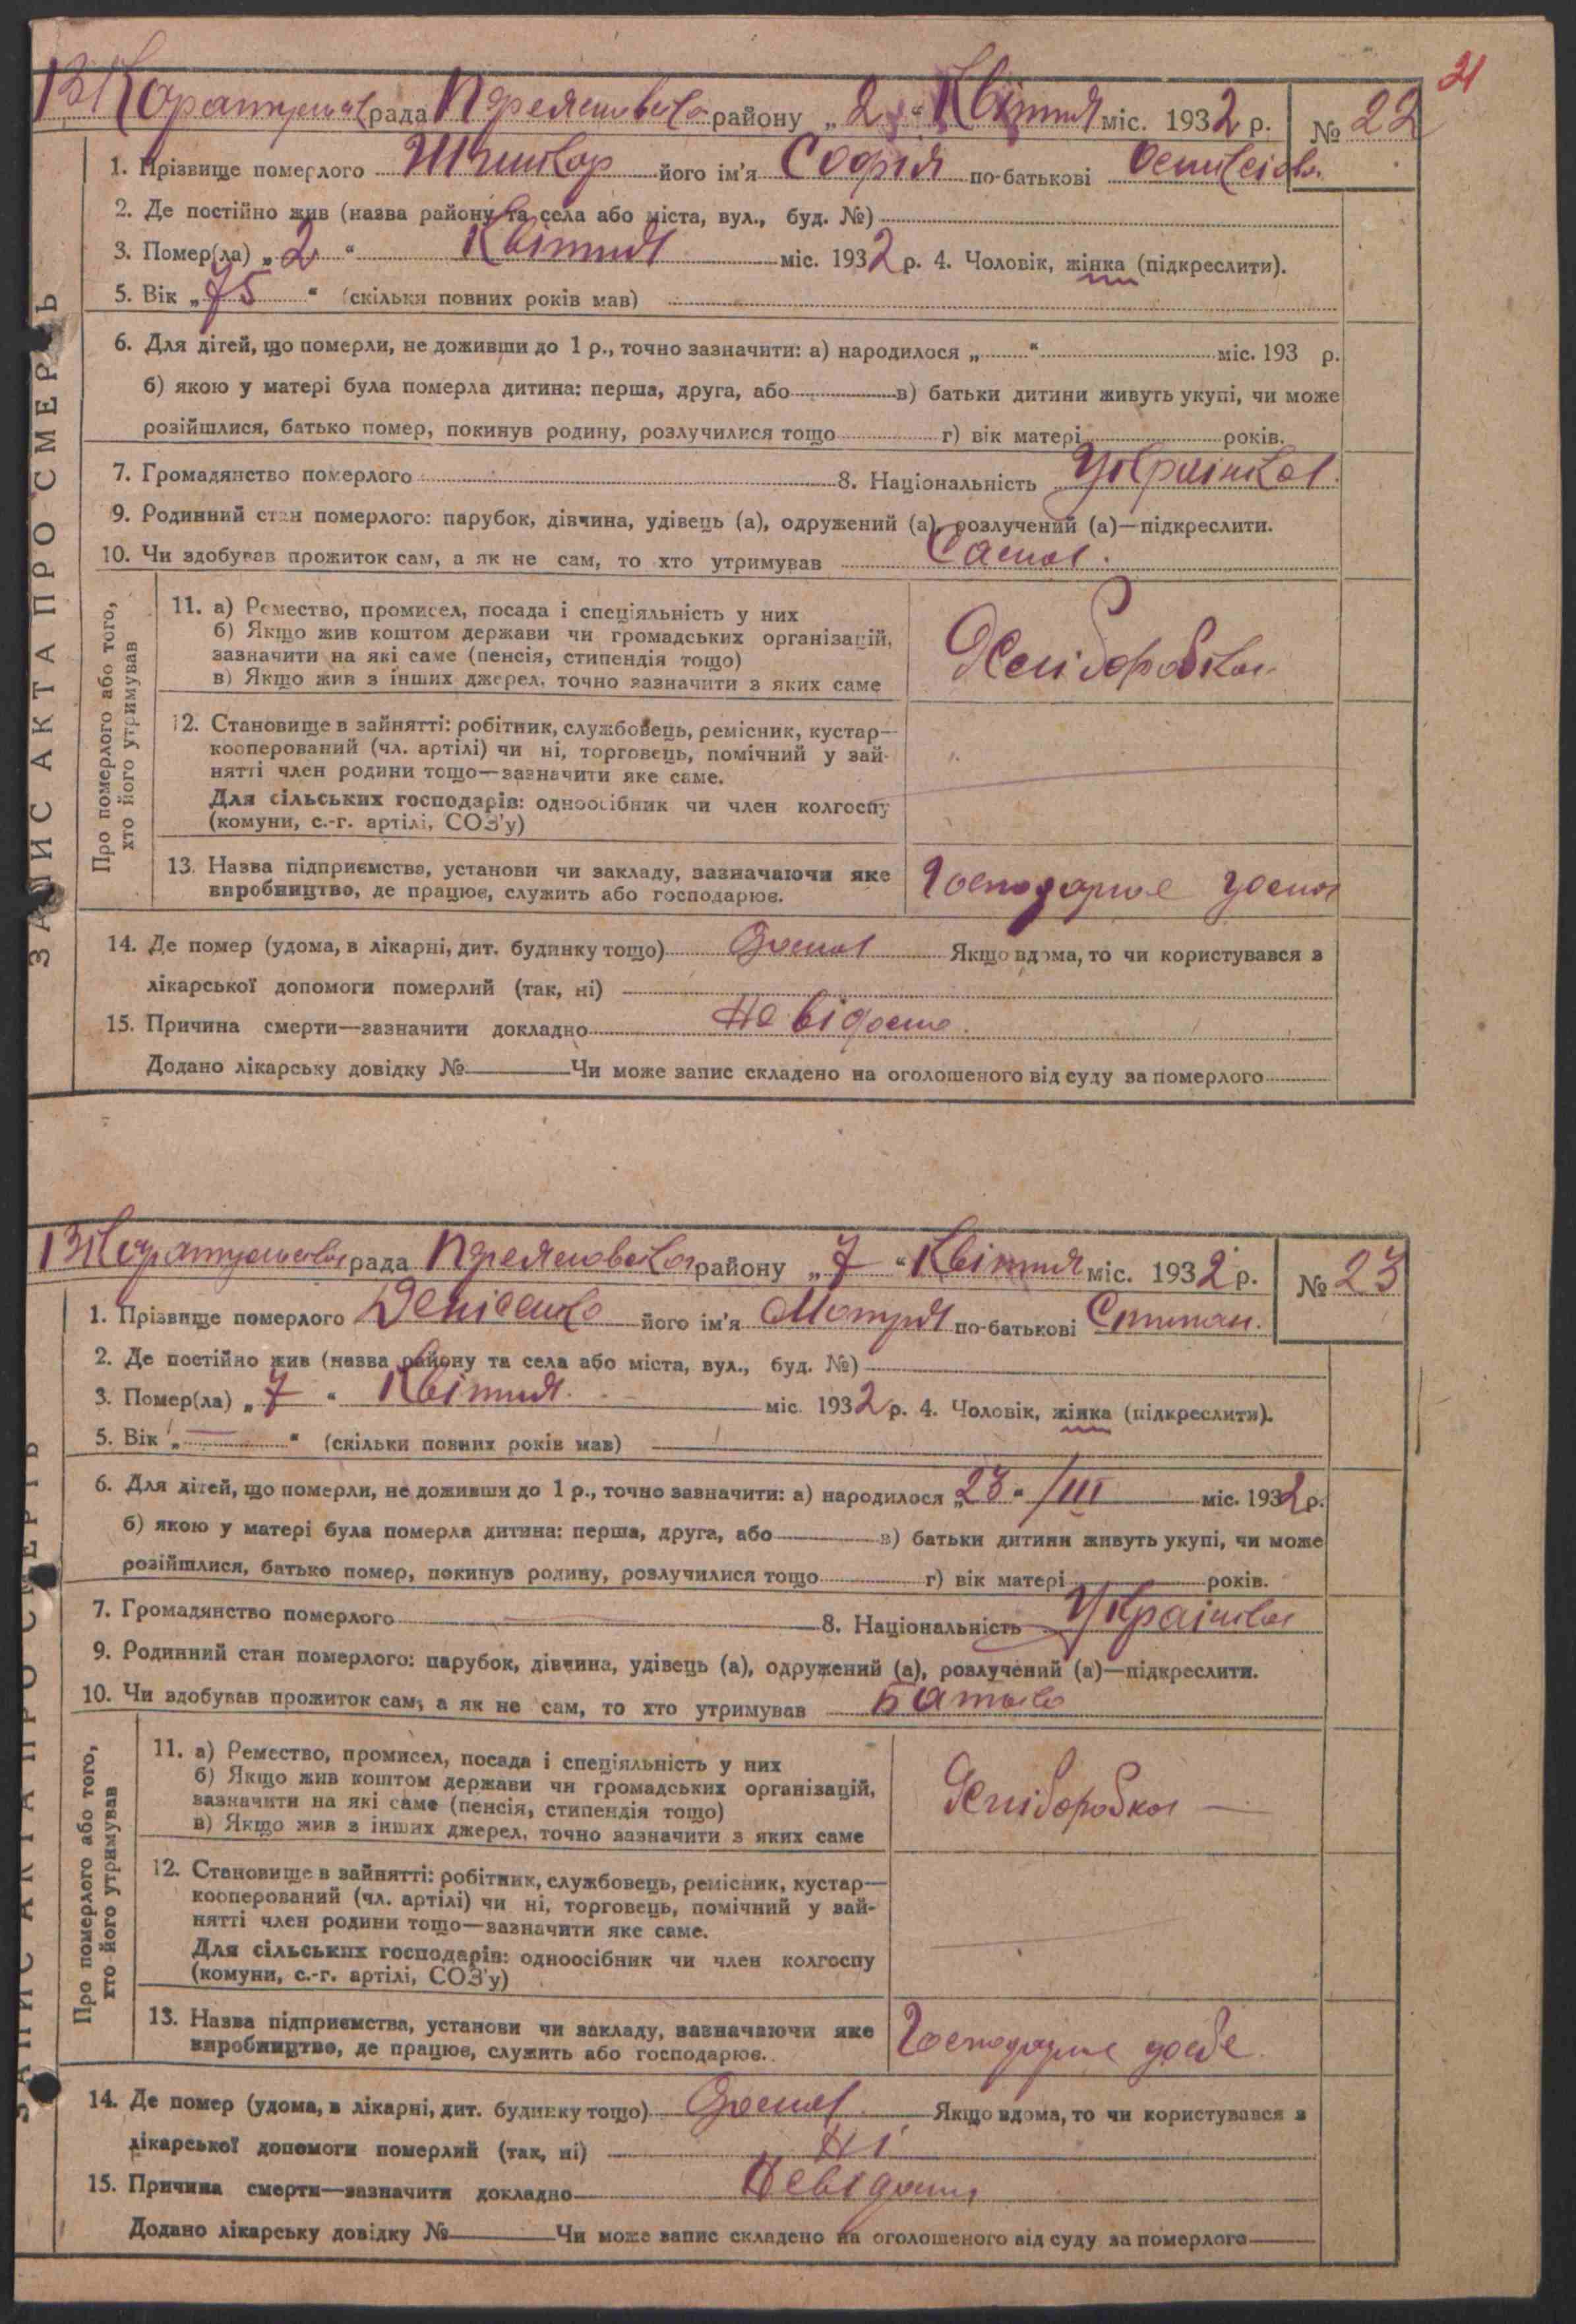 21
В. Каратульська рада Переяславсько району „2“ Квітня міс. 1932 р. № 22
1. Прізвище померлого його ім'я Софія по-батькові
2. Де постійно жив (назва району та села або міста, вул., буд. №)
3. Помер(ла) „2“ Квітня міс. 1932 р. 4. Чоловік, жінка (підкреслити).
5. Вік „75“ (скільки повних років мав)
6. Для дітей, що померли, не доживши до 1 р., точно зазначити: а) народилося „ “ міс. 193 р.
б) якою у матері була померла дитина: перша, друга, або в) батьки дитини живуть укупі, чи може
розійшлися, батько помер, покинув родину, розлучилися тощо г) вік матері років.
7. Громадянство померлого 8. Національність Українка
9. Родинний стан померлого: парубок, дівчина, удівець (а), одружений (а), розлучений (а)—підкреслити.
10. Чи здобував прожиток сам, а як не сам, то хто утримував Сама.
ЗАПИС АКТА ПРО СМЕРТЬ
Про померлого або того,
хто його утримував
11. а) Ремество, промисел, посада і спеціяльність у них
б) Якщо жив коштом держави чи громадських організацій,
зазначити на які саме (пенсія, стипендія тощо)
в) Якщо жив з інших джерел, точно зазначити з яких саме
Хліборобка
12. Становище в зайнятті: робітник, службовець, ремісник, кустар—
кооперований (чл. артілі) чи ні, торговець, помічний у зай-
нятті член родини тощо—зазначити яке саме.
Для сільських господарів: одноосібник чи член колгоспу
(комуни, с.-г. артілі, СОЗ'у)
13. Назва підприємства, установи чи закладу, зазначаючи яке
виробництво, де працює, служить або господарює.
Господарює дома
14. Де помер (удома, в лікарні, дит. будинку тощо) Дома Якщо вдома, то чи користувався з
лікарської допомоги померлий (так, ні)
15. Причина смерти—зазначити докладно Не відомо
Додано лікарську довідку № Чи може запис складено на оголошеного від суду за померлого
В. Каратульська рада Переяславська району „7“ Квітня міс. 1932 р. № 23
1. Прізвище померлого Денісенко його ім'я Мотря по-батькові Степан.
2. Де постійно жив (назва району та села або міста, вул., буд. №)
3. Помер(ла) „7“ Квітня. міс. 1932 р. 4. Чоловік, жінка (підкреслити).
5. Вік „—“ (скільки повних років мав)
6. Для дітей, що померли, не доживши до 1 р., точно зазначити: а) народилося „23“ /III міс. 1932 р.
б) якою у матері була померла дитина: перша, друга, або в) батьки дитини живуть укупі, чи може
розійшлися, батько помер, покинув родину, розлучилися тощо г) вік матері років.
7. Громадянство померлого 8. Національність Українка
9. Родинний стан померлого: парубок, дівчина, удівець (а), одружений (а), розлучений (а)—підкреслити.
10. Чи здобував прожиток сам, а як не сам, то хто утримував Батько
ЗАПИС АКТА ПРО СМЕРТЬ
Про померлого або того,
хто його утримував
11. а) Ремество, промисел, посада і спеціяльність у них
б) Якщо жив коштом держави чи громадських організацій,
зазначити на які саме (пенсія, стипендія тощо)
в) Якщо жив з інших джерел, точно зазначити з яких саме
Хліборобка —
12. Становище в зайнятті: робітник, службовець, ремісник, кустар—
кооперований (чл. артілі) чи ні, торговець, помічний у зай-
нятті член родини тощо—зазначити яке саме.
Для сільських господарів: одноосібник чи член колгоспу
(комуни, с.-г. артілі, СОЗ'у)
13. Назва підприємства, установи чи закладу, зазначаючи яке
виробництво, де працює, служить або господарює.
Господарює
14. Де помер (удома, в лікарні, дит. будинку тощо) Дома Якщо вдома, то чи користувався з
лікарської допомоги померлий (так, ні) Ні
15. Причина смерти—зазначити докладно Невідома
Додано лікарську довідку № Чи може запис складено на оголошеного від суду за померлого